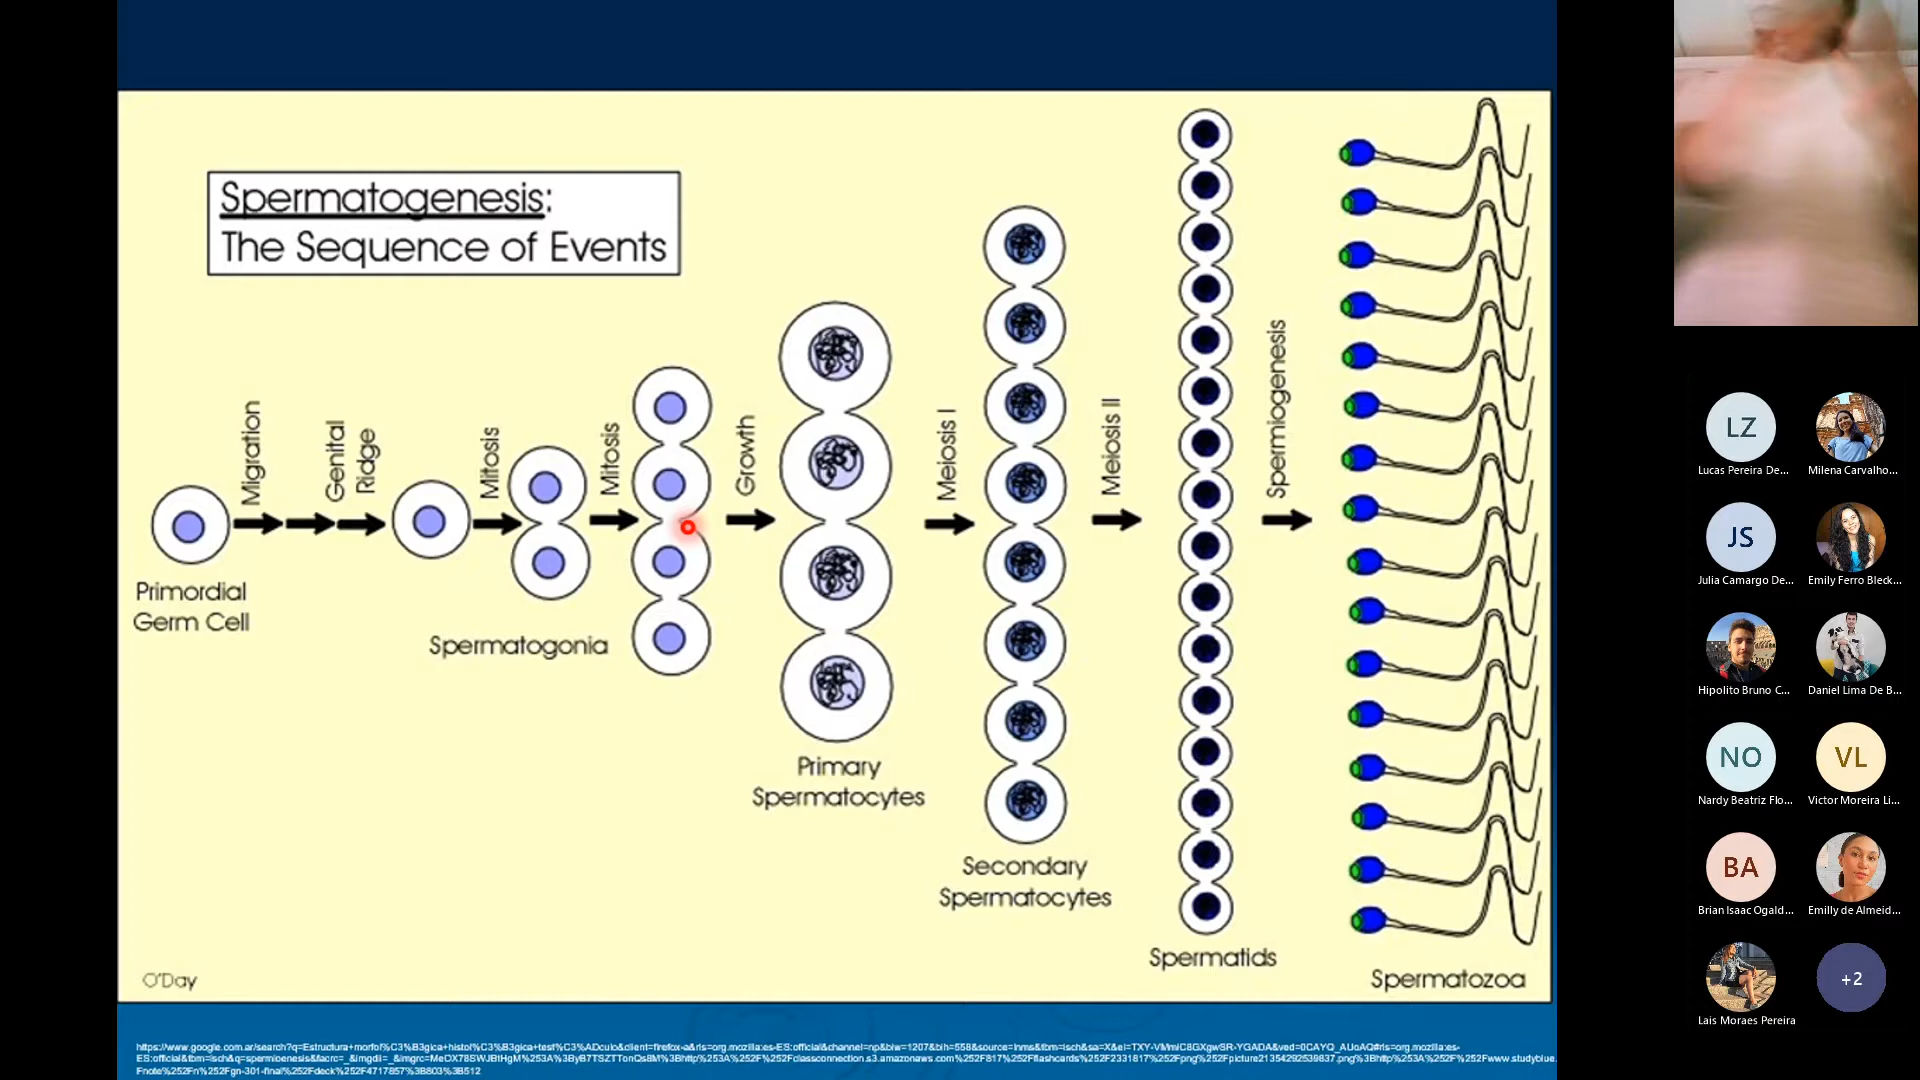 Spermatogenesis:
The Sequence of Events
Migration
Genital
Ridge
Mitosis
Mitosis
Growth
Meiosis I
Meiosis II
Spermiogenesis
Primordial
Germ Cell
Spermatogonia
Primary
Spermatocytes
Secondary
Spermatocytes
Spermatids
Spermatozoa
O'Day
LZ
Lucas Pereira De...
Milena Carvalho...
JS
Julia Camargo De...
Emily Ferro Bleck...
Hipolito Bruno C...
Daniel Lima De B...
NO
Nardy Beatriz Flo...
VL
Victor Moreira Li...
BA
Brian Isaac Ogald...
Emilly de Almeid...
Lais Moraes Pereira
+2